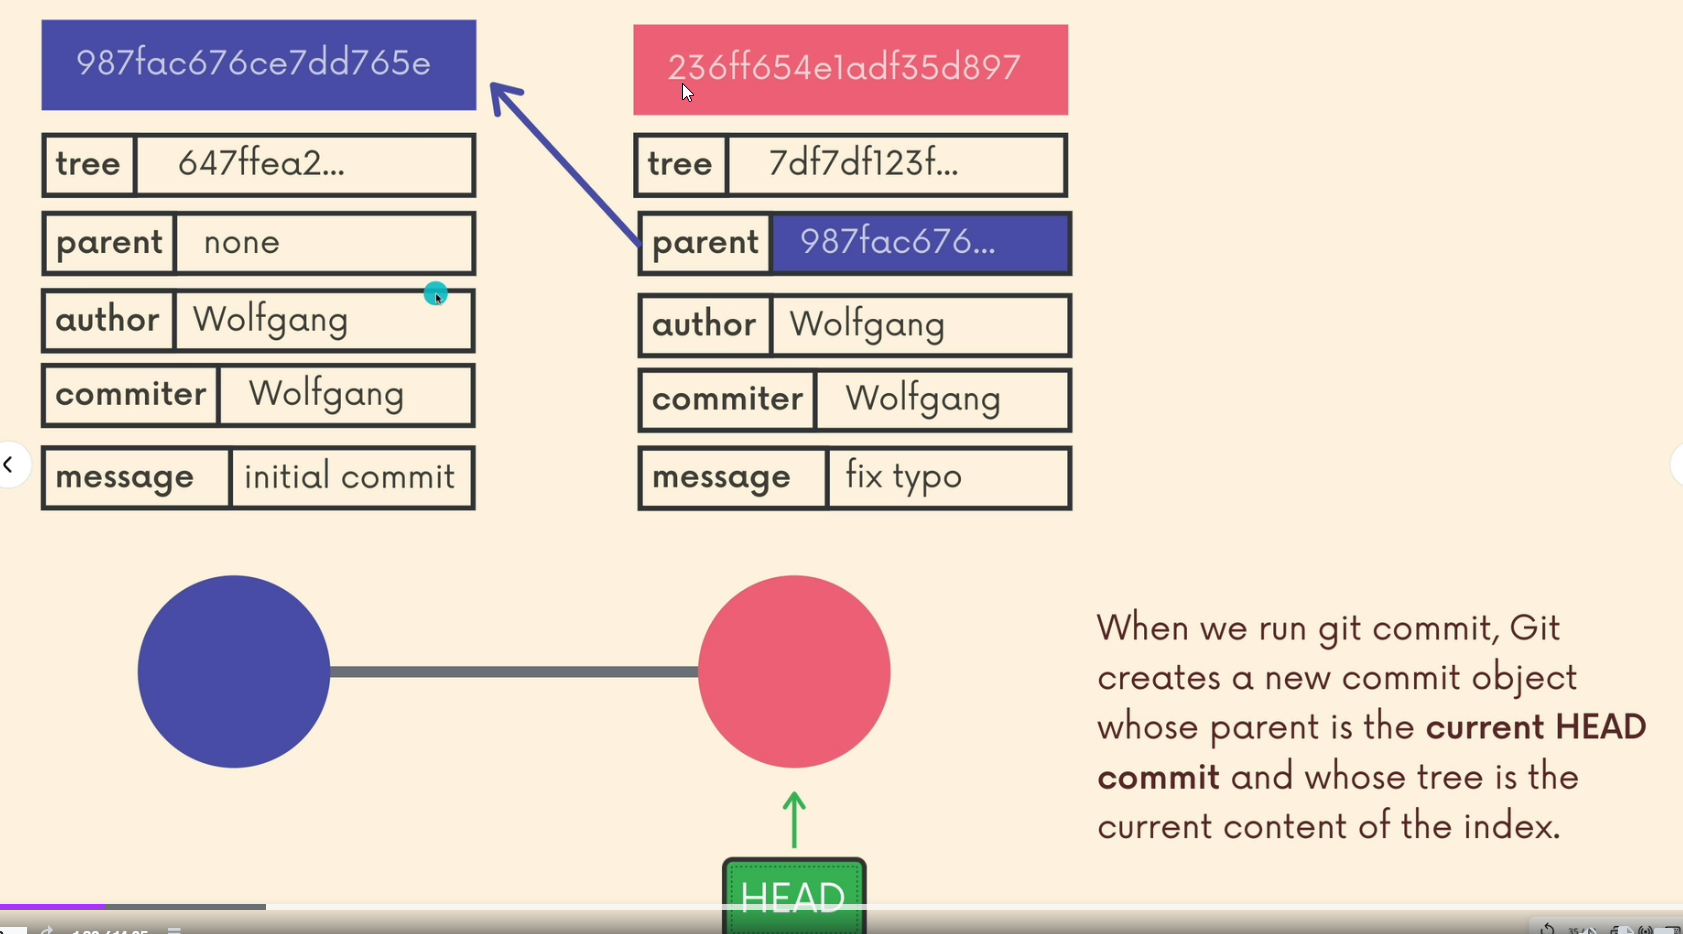 987fac676ce7dd765e
236ff654e1adf35d897
tree 647ffea2...
tree 7df7df123f...
parent none
parent 987fac676...
author Wolfgang
author Wolfgang
commiter Wolfgang
commiter Wolfgang
message initial commit
message fix typo
When we run git commit, Git
creates a new commit object
whose parent is the current HEAD
commit and whose tree is the
current content of the index.
HEAD